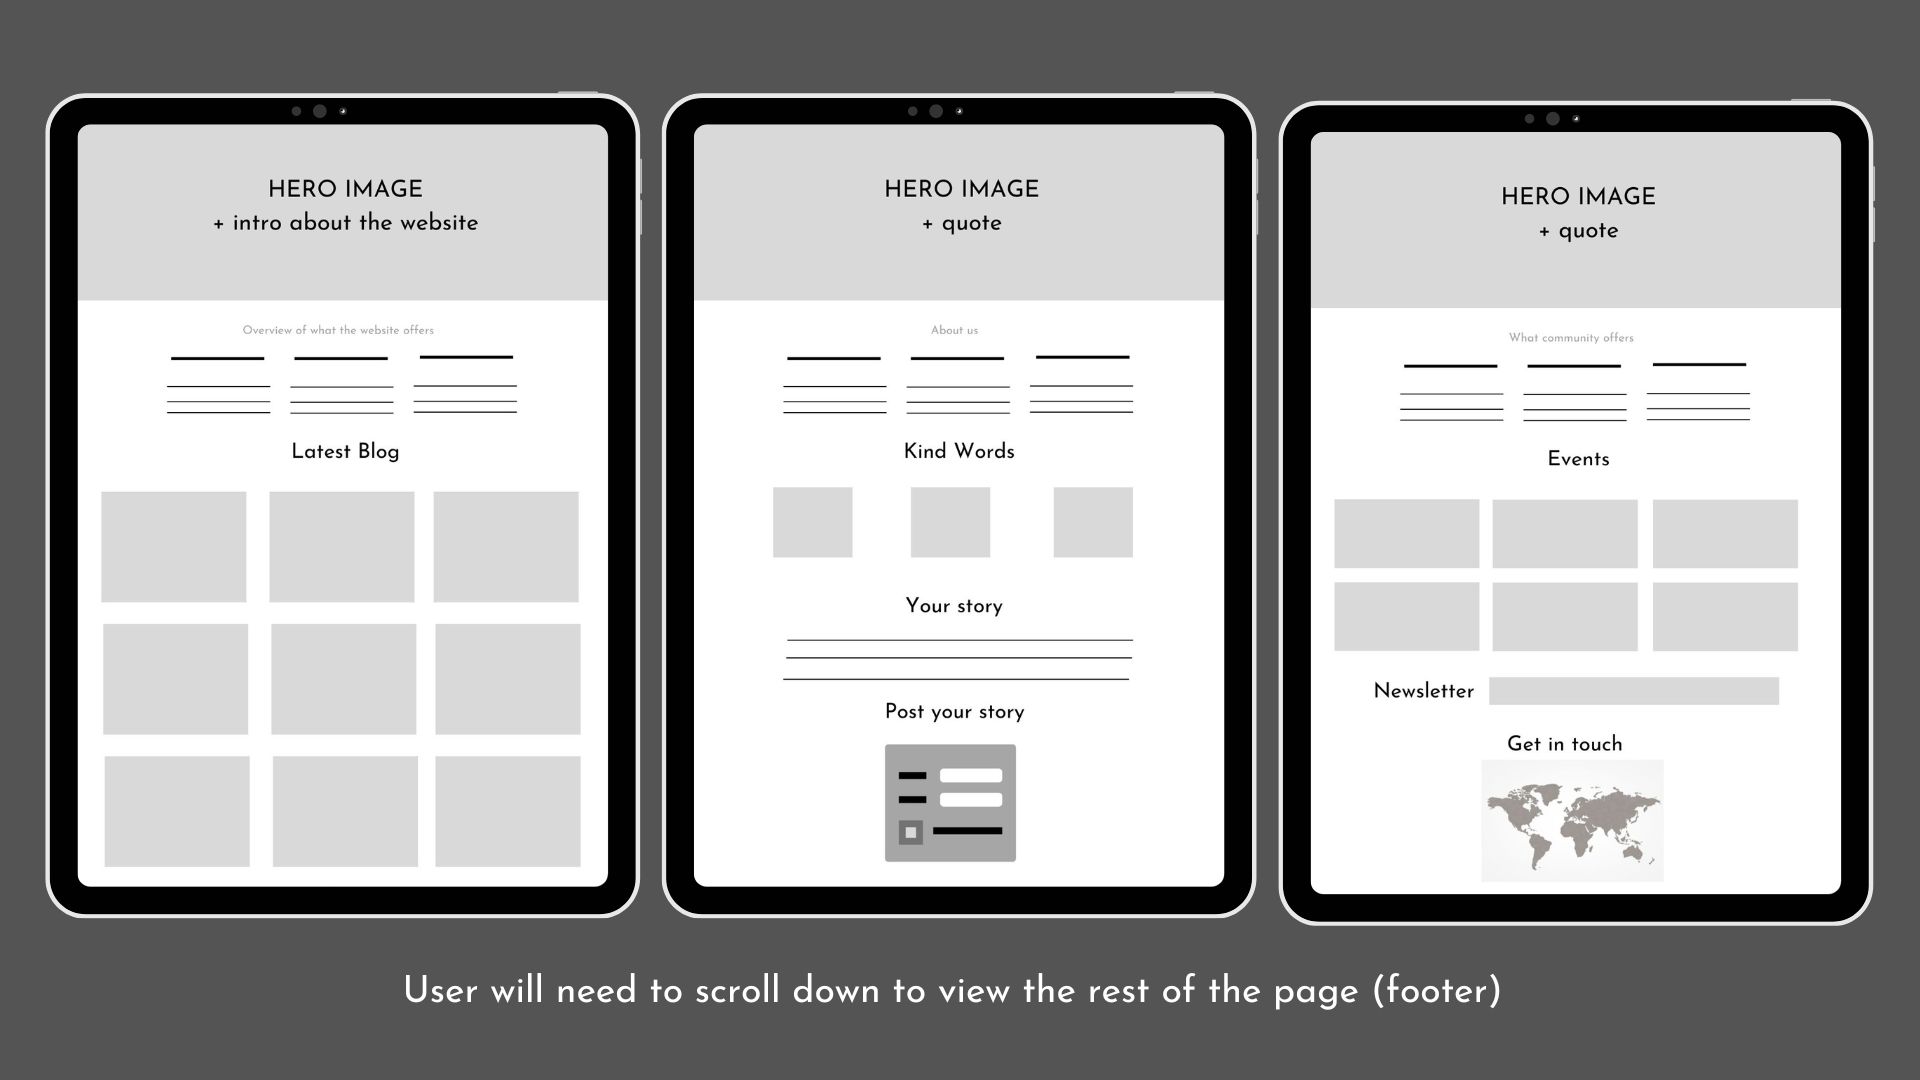 HERO IMAGE
+ intro about the website
Overview of what the website offers
Latest Blog
HERO IMAGE
+ quote
About us
Kind Words
Your story
Post your story
HERO IMAGE
+ quote
What community offers
Events
Newsletter
Get in touch
User will need to scroll down to view the rest of the page (footer)